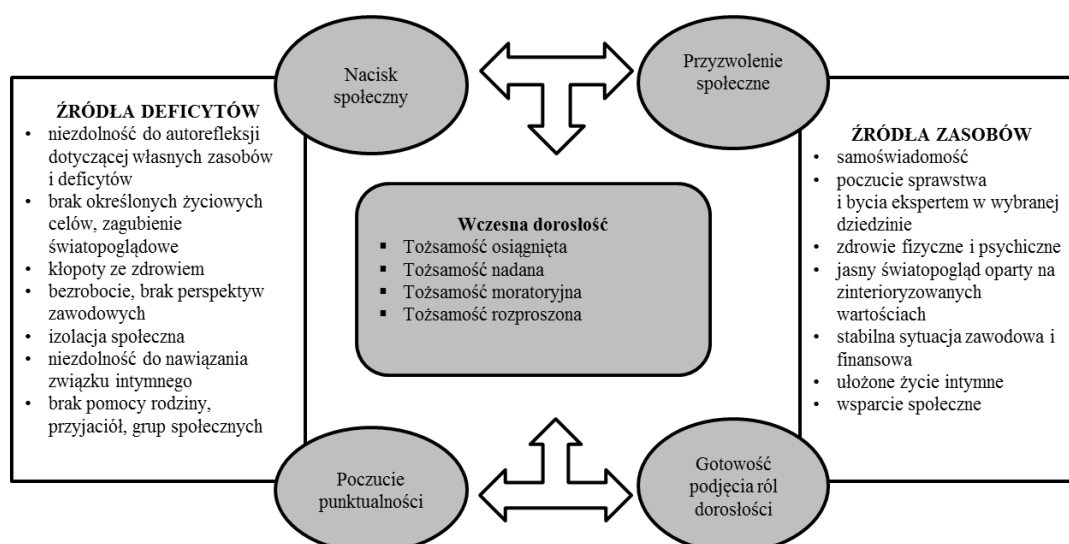 Nacisk
społeczny
Przyzwolenie
społeczne
ŹRÓDŁA DEFICYTÓW
• niezdolność do autorefleksji
dotyczącej własnych zasobów
i deficytów
• brak określonych życiowych
celów, zagubienie
światopoglądowe
• kłopoty ze zdrowiem
• bezrobocie, brak perspektyw
zawodowych
• izolacja społeczna
• niezdolność do nawiązania
związku intymnego
• brak pomocy rodziny,
przyjaciół, grup społecznych
Wczesna dorosłość
▪ Tożsamość osiągnięta
▪ Tożsamość nadana
▪ Tożsamość moratoryjna
▪ Tożsamość rozproszona
ŹRÓDŁA ZASOBÓW
• samoświadomość
• poczucie sprawstwa
i bycia ekspertem w wybranej
dziedzinie
• zdrowie fizyczne i psychiczne
• jasny światopogląd oparty na
zinterioryzowanych
wartościach
• stabilna sytuacja zawodowa i
finansowa
• ułożone życie intymne
• wsparcie społeczne
Poczucie
punktualności
Gotowość
podjęcia ról
dorosłości